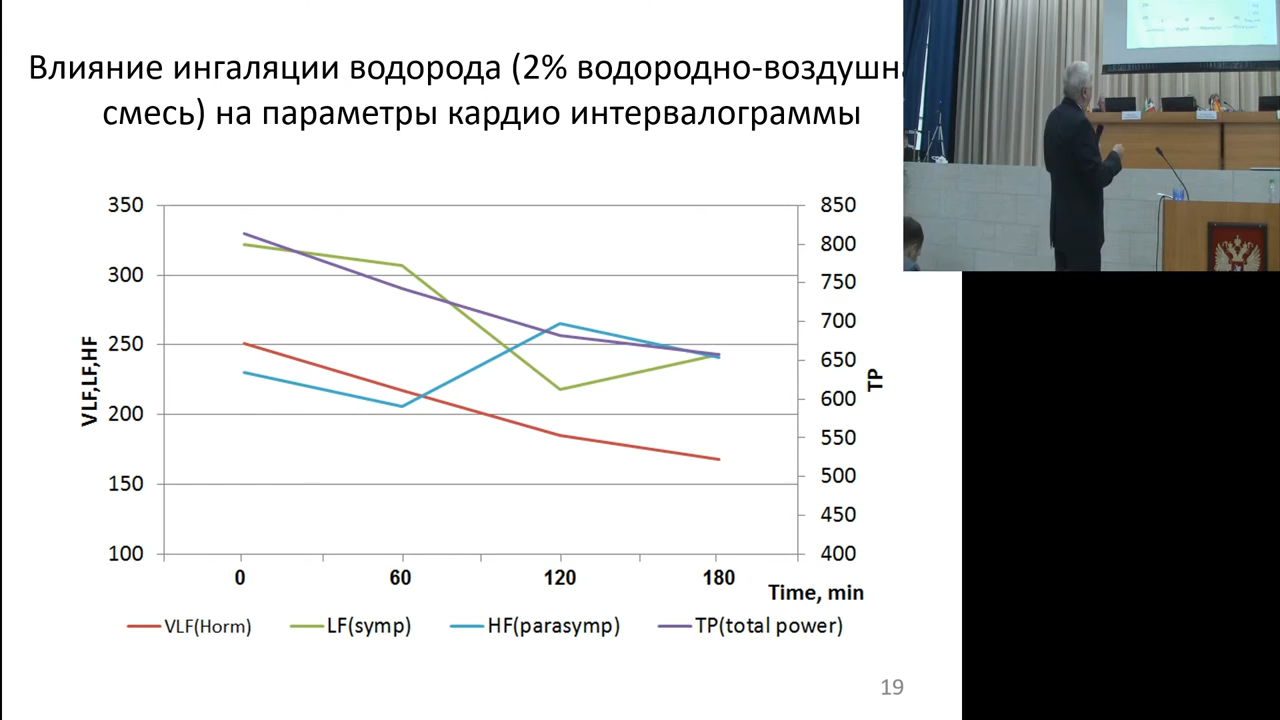 Влияние ингаляции водорода (2% водородно-воздушн
смесь) на параметры кардио интервалограммы
350
300
250
200
150
100
VLF,LF,HF
850
800
750
700
650
600
550
500
450
400
TP
0 60 120 180
Time, min
VLF(Horm) LF(symp) HF(parasymp) TP(total power)
19